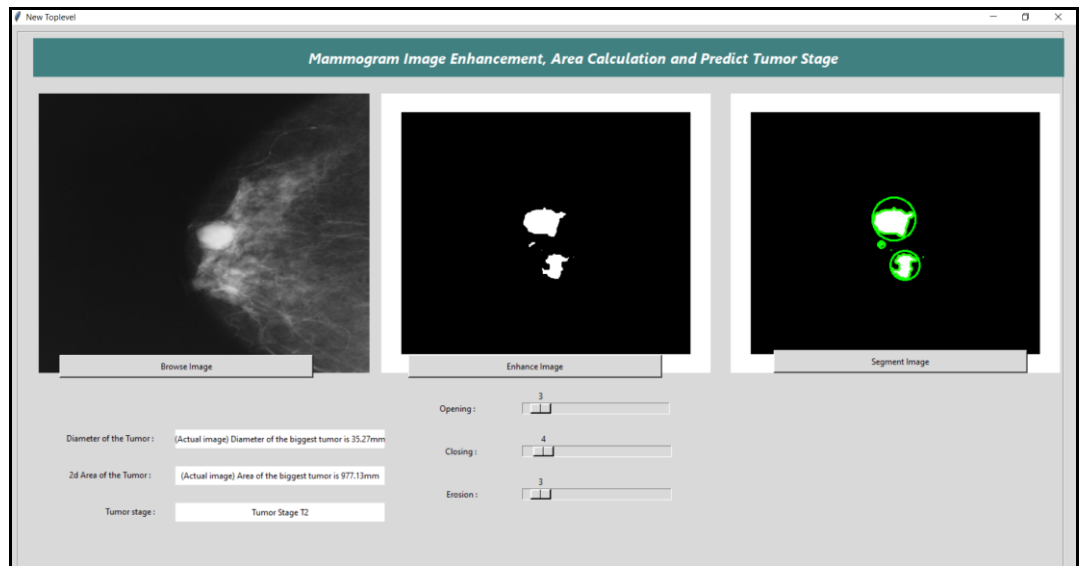 New Toplevel
Mammogram Image Enhancement, Area Calculation and Predict Tumor Stage
Browse Image
Enhance Image
Segment Image
Opening :
3
Closing :
4
Erosion :
3
Diameter of the Tumor :
(Actual image) Diameter of the biggest tumor is 35.27mm
2d Area of the Tumor :
(Actual image) Area of the biggest tumor is 977.13mm
Tumor stage :
Tumor Stage T2